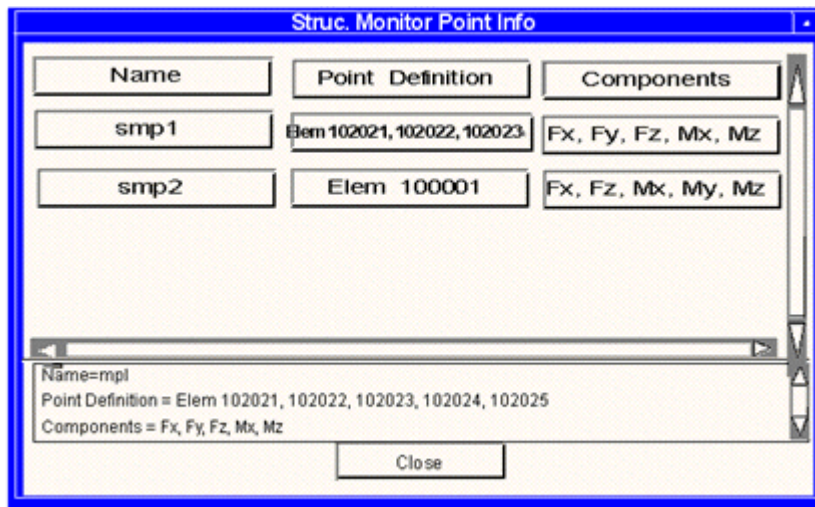 Struc. Monitor Point Info
Name Point Definition Components
smp1 Elem 102021, 102022, 102023- Fx, Fy, Fz, Mx, Mz
smp2 Elem 100001 Fx, Fz, Mx, My, Mz
Name=mpl
Point Definition = Elem 102021, 102022, 102023, 102024, 102025
Components = Fx, Fy, Fz, Mx, Mz
Close